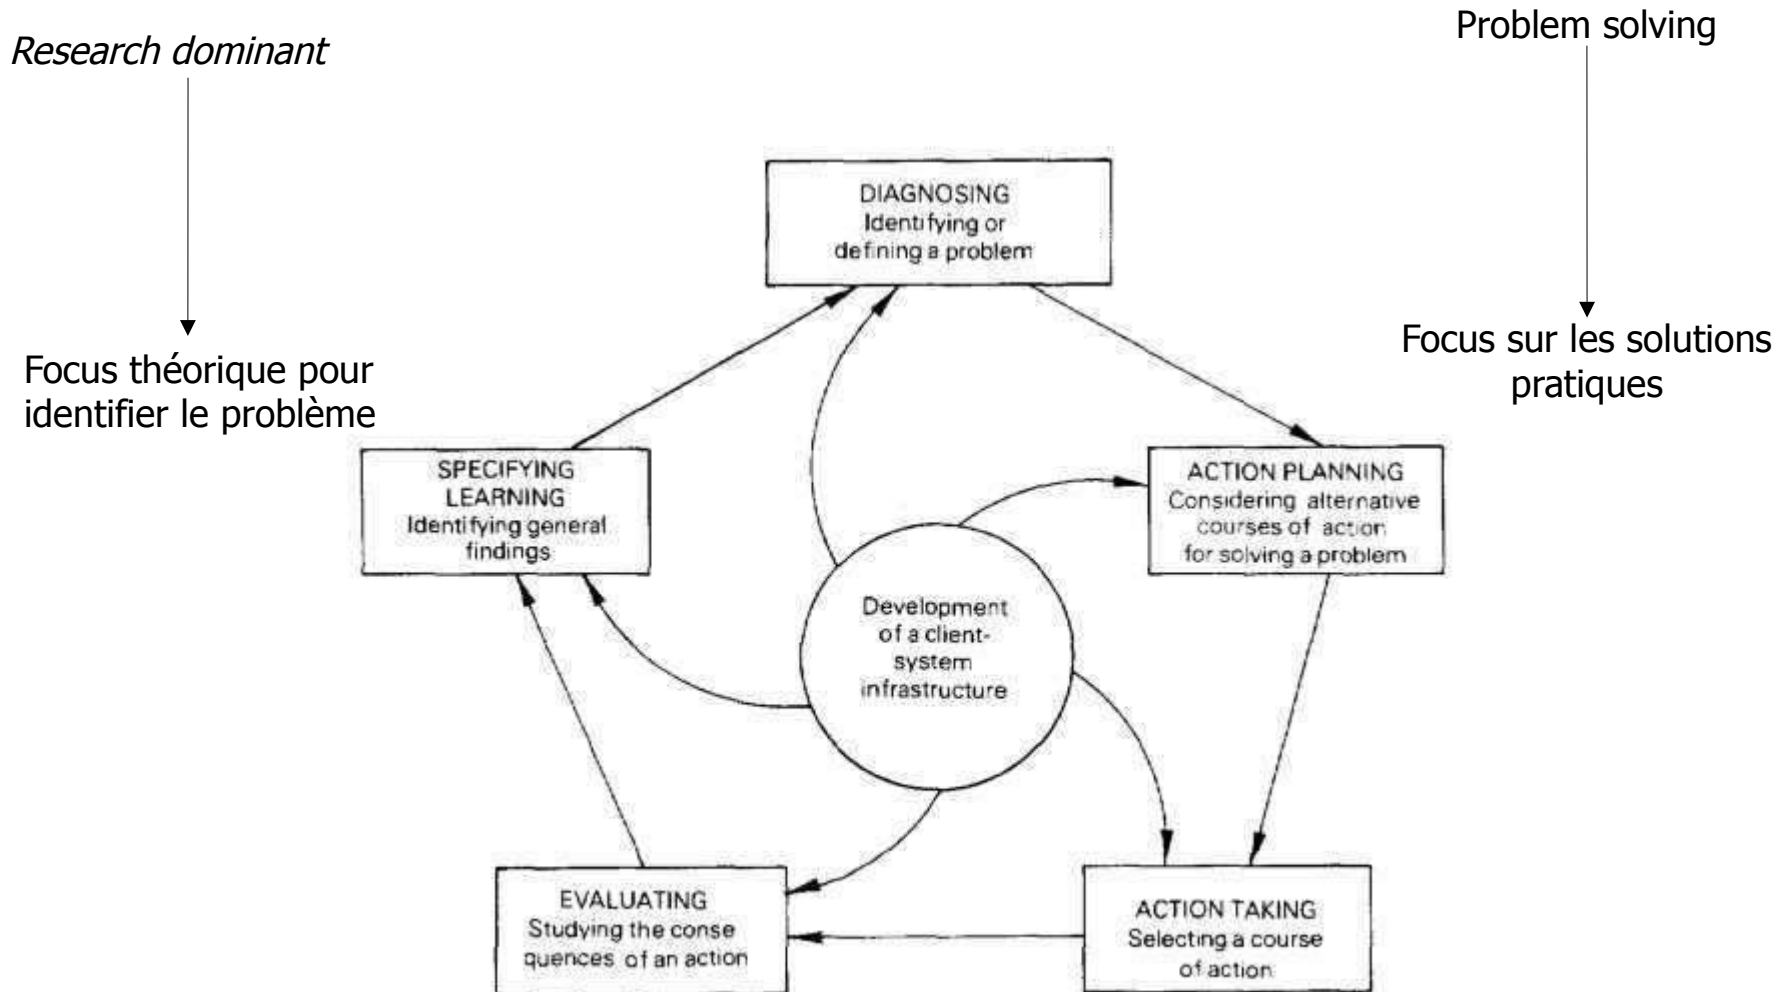 Research dominant
Problem solving
Focus théorique pour
identifier le problème
Focus sur les solutions
pratiques
DIAGNOSING
Identifying or
defining a problem
SPECIFYING
LEARNING
Identifying general
findings
ACTION PLANNING
Considering alternative
courses of action
for solving a problem
Development
of a client-
system
infrastructure
EVALUATING
Studying the conse
quences of an action
ACTION TAKING
Selecting a course
of action